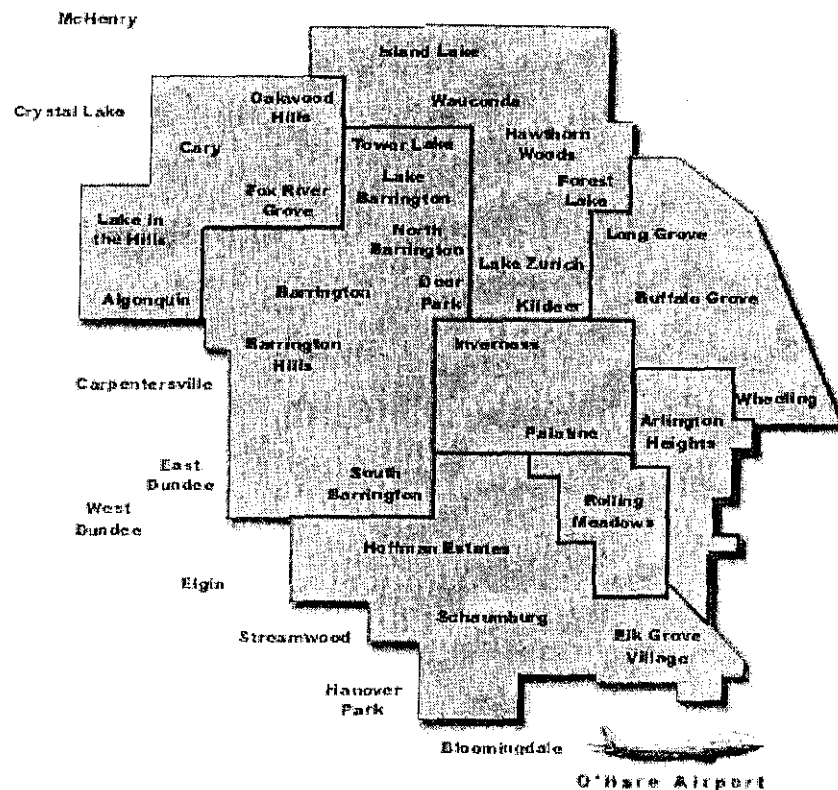 McHenry
Island Lake
Crystal Lake
Oakwood
Hills
Wauconda
Cary
Tower Lake
Hawthorn
Woods
Lake
Barrington
Fox River
Grove
Forest
Lake
Lake in
the Hills
North
Barrington
Long Grove
Lake Zurich
Algonquin
Barrington
Deer
Park
Kildeer
Buffalo Grove
Barrington
Hills
Inverness
Carpentersville
Wheeling
Arlington
Heights
Palatine
East
Dundee
South
Barrington
West
Dundee
Rolling
Meadows
Hoffman Estates
Elgin
Schaumburg
Streamwood
Elk Grove
Village
Hanover
Park
Bloomingdale
O'Hare Airport